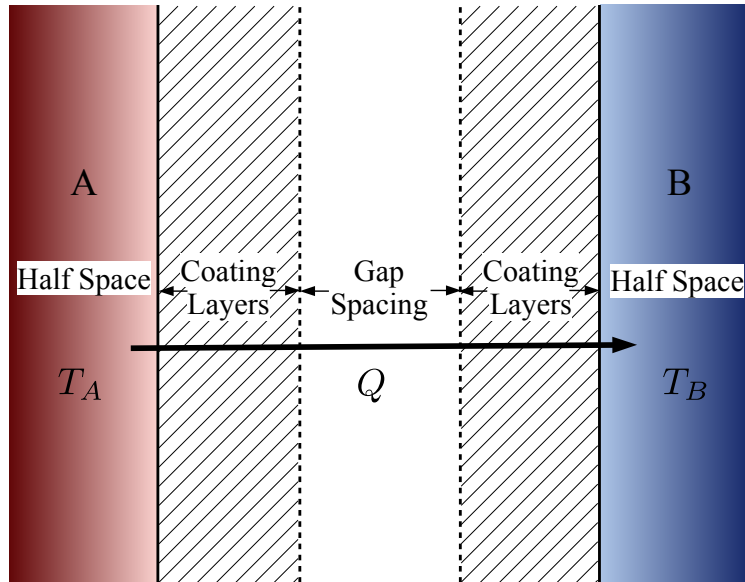 A
B
Half Space
Coating
Layers
Gap
Spacing
Coating
Layers
Half Space
T_A
Q
T_B